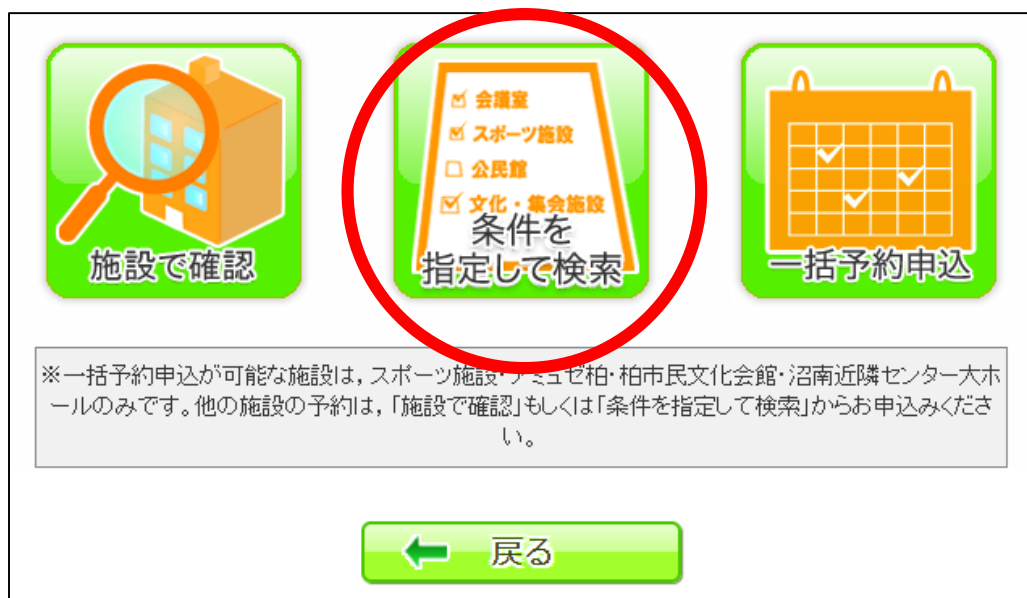 ☑ 会議室
☑ スポーツ施設
☐ 公民館
☑ 文化・集会施設
施設で確認
条件を
指定して検索
一括予約申込
※一括予約申込が可能な施設は，スポーツ施設・アミュゼ柏・柏市民文化会館・沼南近隣センター大ホ
ールのみです。他の施設の予約は，「施設で確認」もしくは「条件を指定して検索」からお申込みくださ
い。
戻る